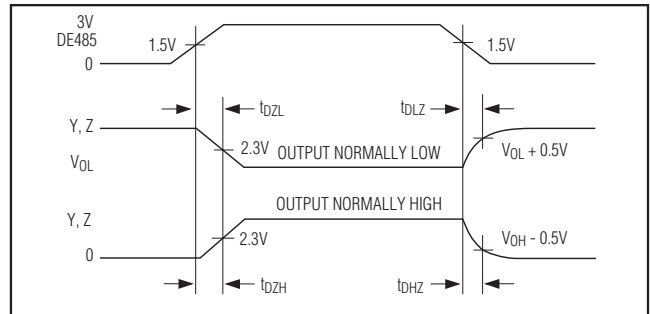 3V
DE485
1.5V
1.5V
0
tDZL
tDLZ
Y, Z
2.3V
OUTPUT NORMALLY LOW
VOL + 0.5V
VOL
OUTPUT NORMALLY HIGH
Y, Z
2.3V
VOH - 0.5V
0
tDZH
tDHZ